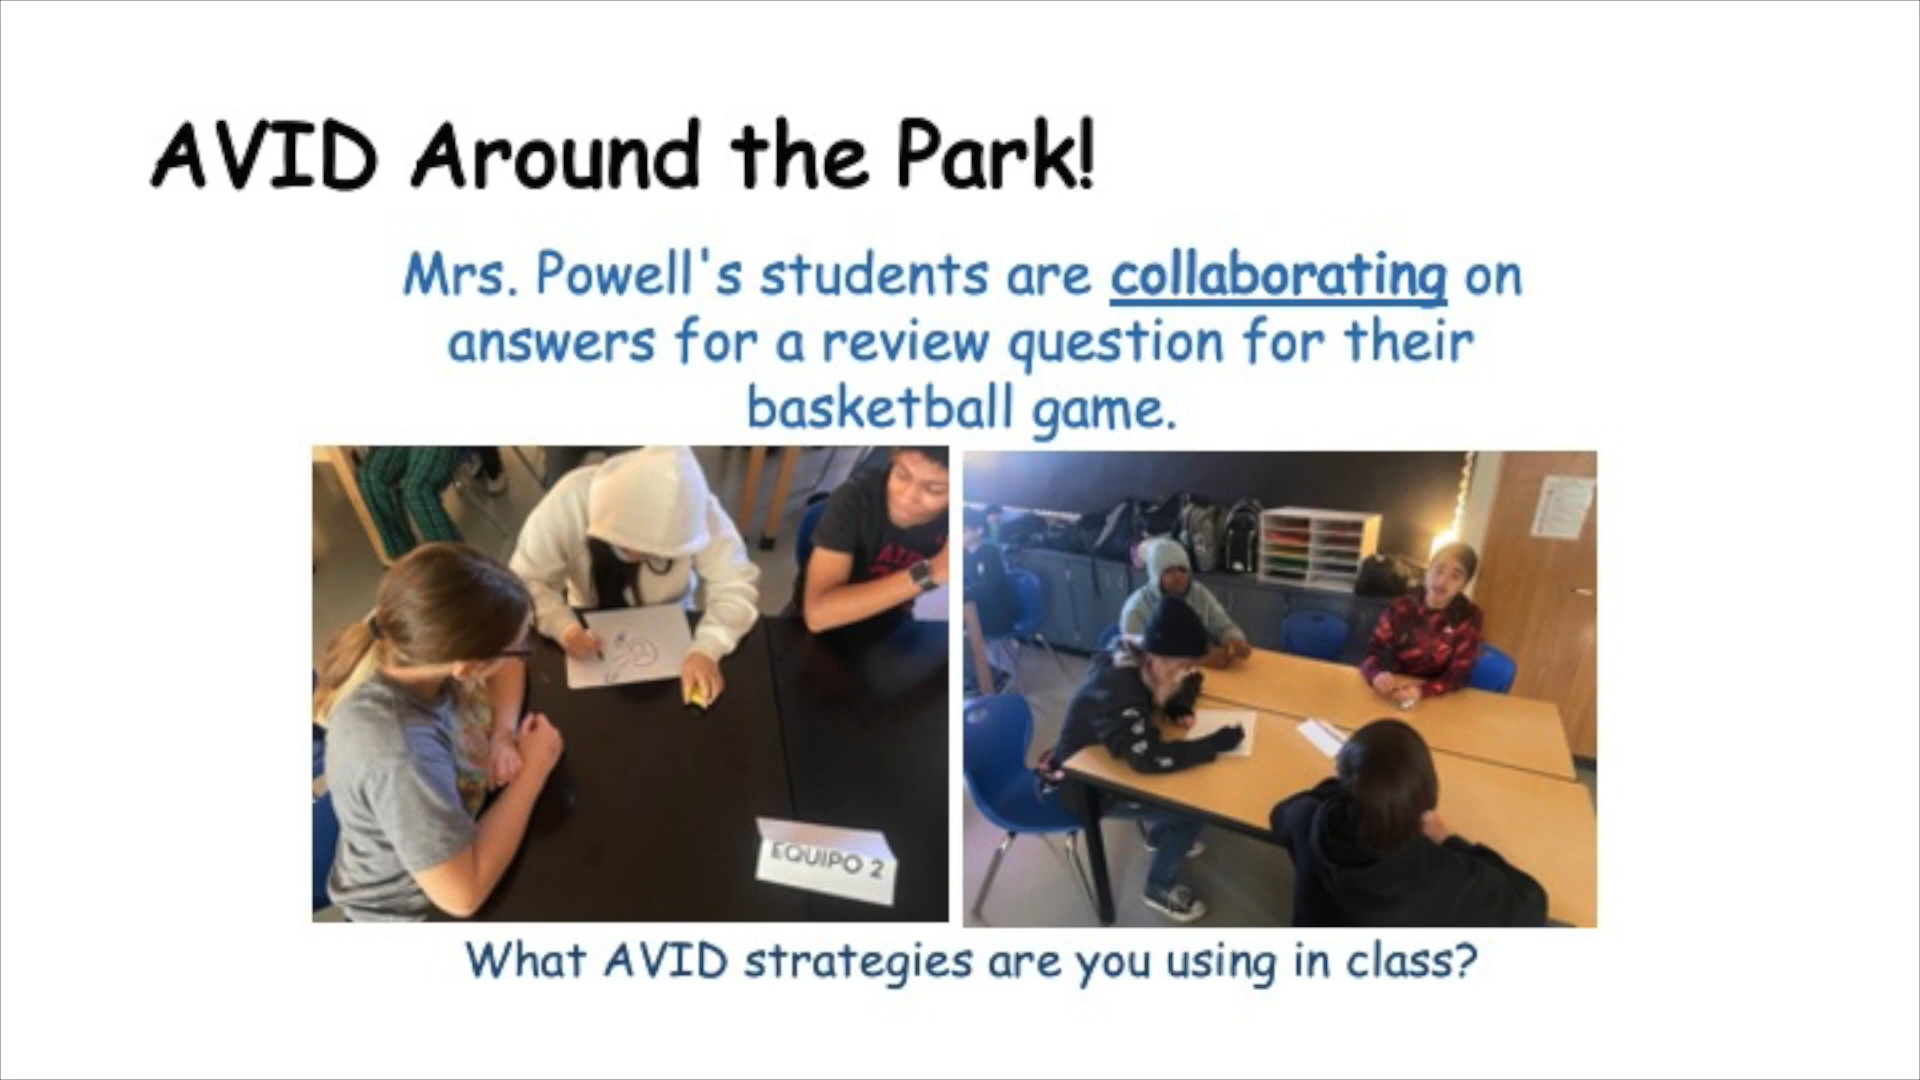 AVID Around the Park!
Mrs. Powell's students are collaborating on
answers for a review question for their
basketball game.
EQUIPO 2
What AVID strategies are you using in class?